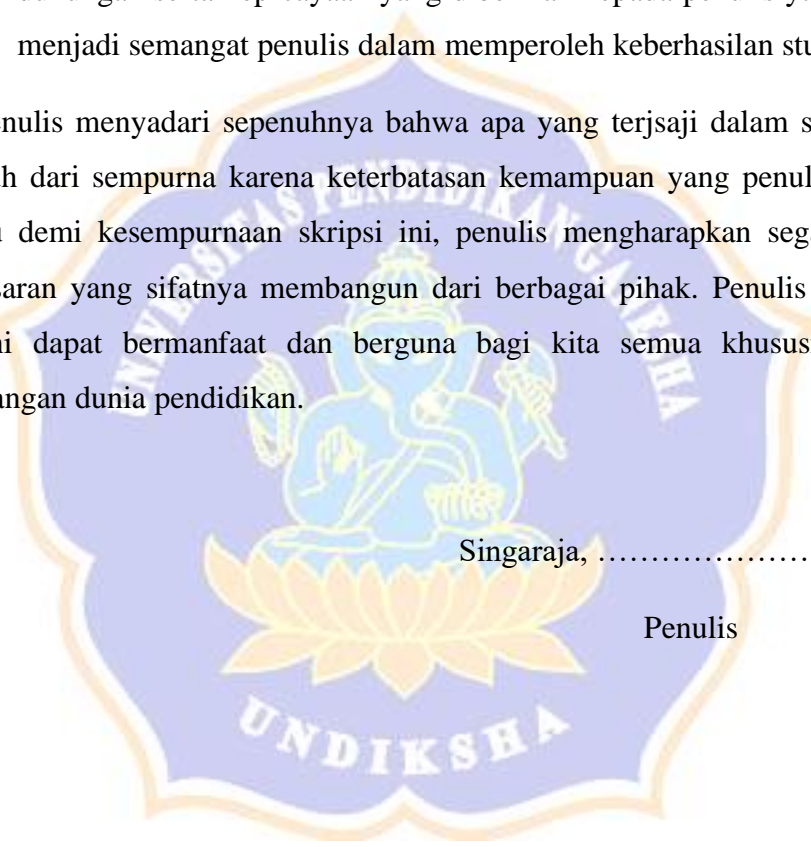 menjadi semangat penulis dalam memperoleh keberhasilan stu
enulis menyadari sepenuhnya bahwa apa yang terjsaji dalam s
h dari sempurna karena keterbatasan kemampuan yang penul
u demi kesempurnaan skripsi ini, penulis mengharapkan seg
saran yang sifatnya membangun dari berbagai pihak. Penulis
ni dapat bermanfaat dan berguna bagi kita semua khusus
angan dunia pendidikan.
Singaraja, …………………
Penulis
UNIVERSITAS PENDIDIKAN GANESHA
UNDIKSHA